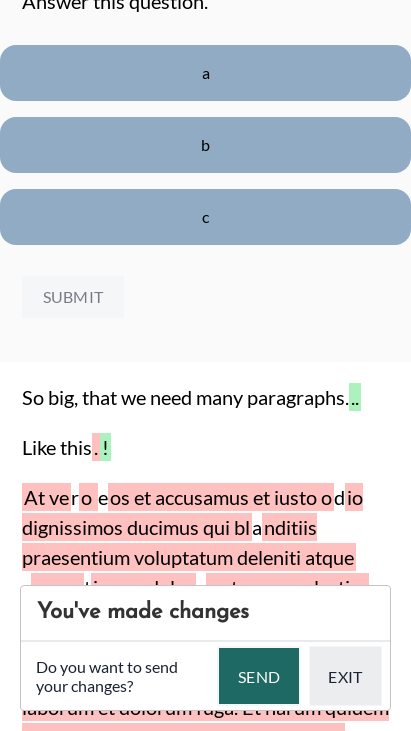 Answer this question.
a
b
c
SUBMIT
So big, that we need many paragraphs...
Like this.!
At vero eos et accusamus et iusto odio
dignissimos ducimus qui blanditiis
praesentium voluptatum deleniti atque
You've made changes
Do you want to send
your changes?
SEND
EXIT
laborum et dolorum fuga. Et harum quidem